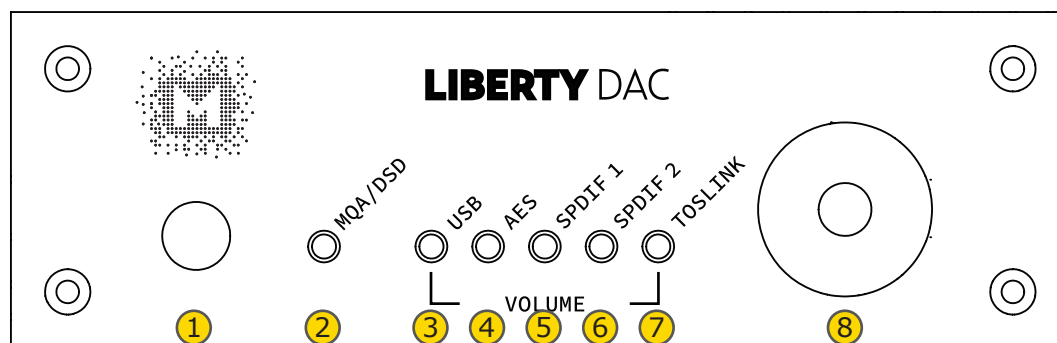 M
LIBERTY DAC
MQA/DSD
USB
AES
SPDIF 1
SPDIF 2
TOSLINK
VOLUME
1 2 3 4 5 6 7 8